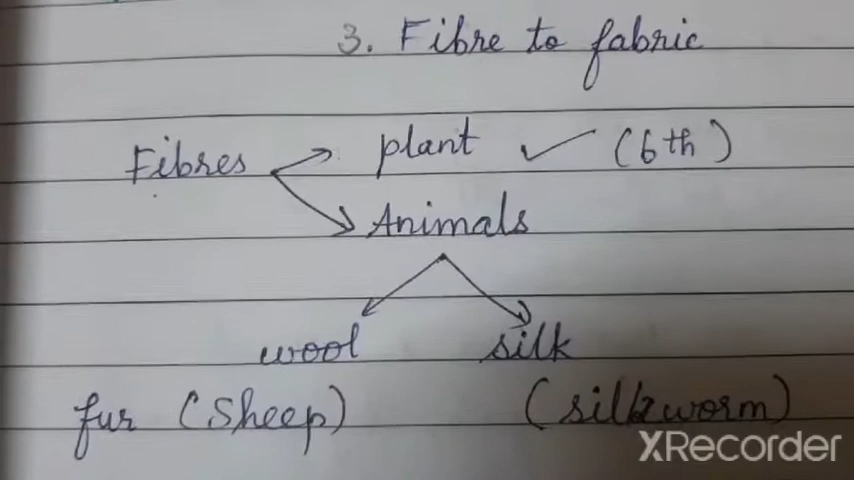 3. Fibre to fabric
Fibres plant ✓ (6th)
Animals
wool silk
fur (Sheep) (silkworm)
XRecorder